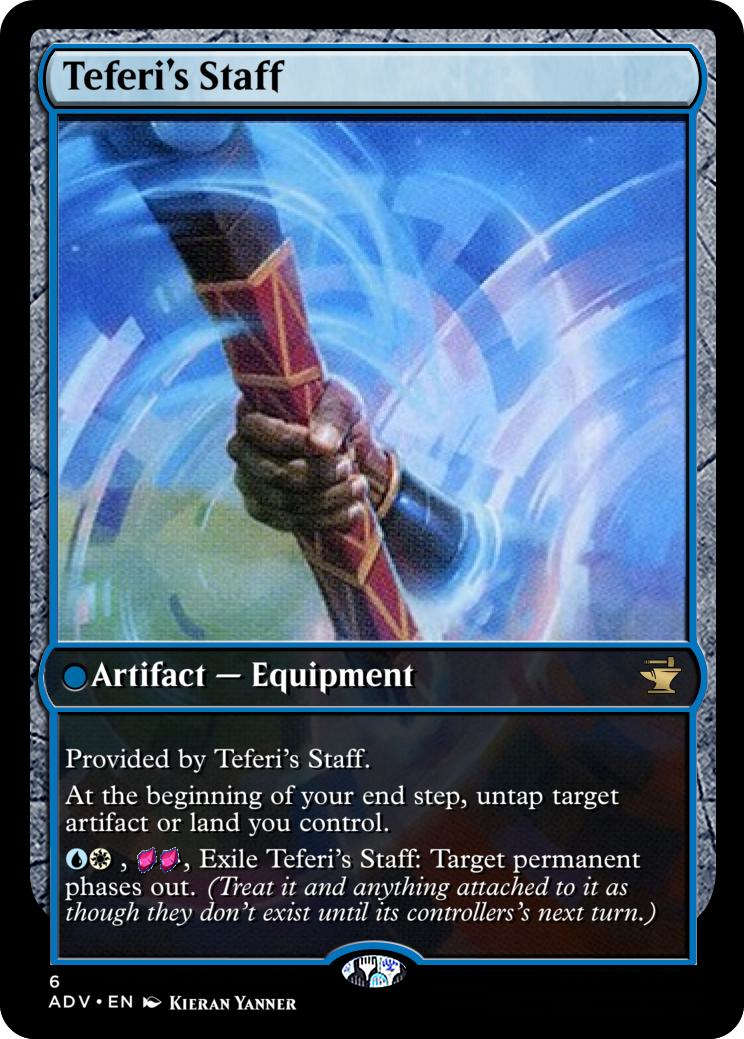 Teferi's Staff
Artifact — Equipment
Provided by Teferi's Staff.
At the beginning of your end step, untap target
artifact or land you control.
, , Exile Teferi's Staff: Target permanent
phases out. (Treat it and anything attached to it as
though they don't exist until its controllers's next turn.)
6
ADV • EN KIERAN YANNER